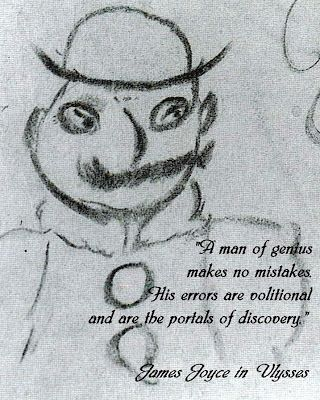 "A man of genius
makes no mistakes.
His errors are volitional
and are the portals of discovery."
James Joyce in Ulysses